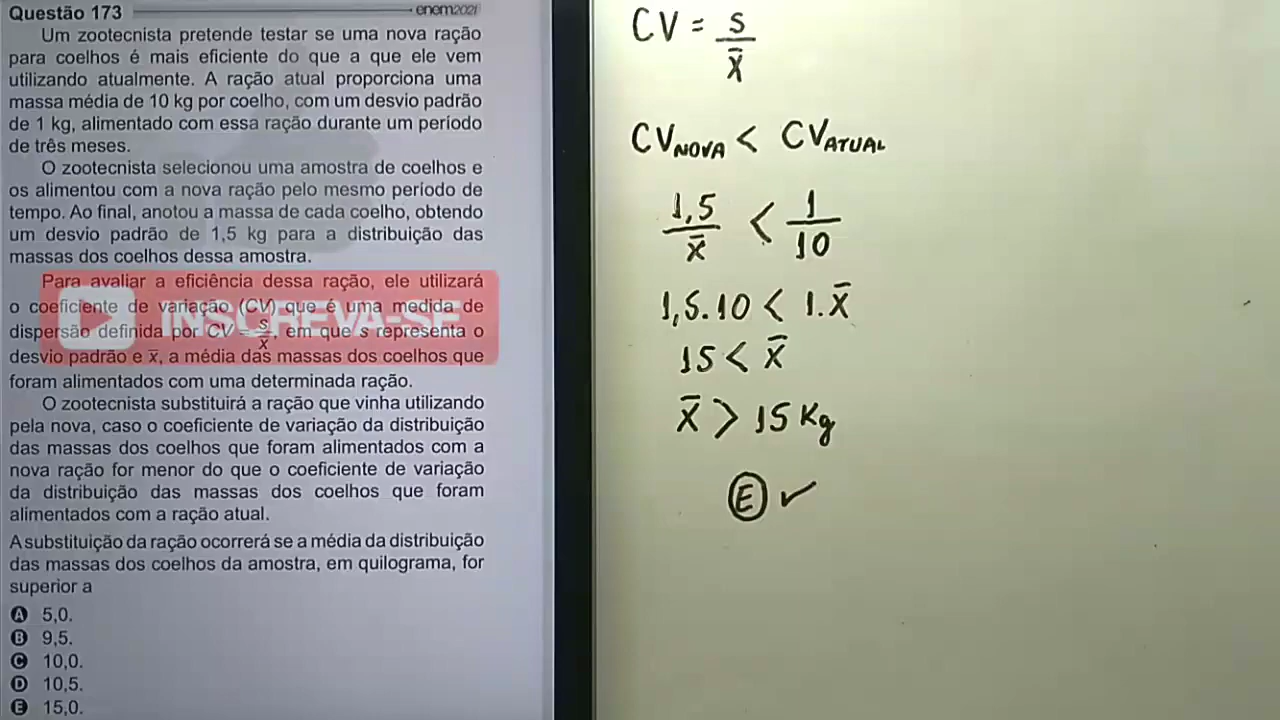 Questão 173
enem2021
Um zootecnista pretende testar se uma nova ração
para coelhos é mais eficiente do que a que ele vem
utilizando atualmente. A ração atual proporciona uma
massa média de 10 kg por coelho, com um desvio padrão
de 1 kg, alimentado com essa ração durante um período
de três meses.
O zootecnista selecionou uma amostra de coelhos e
os alimentou com a nova ração pelo mesmo período de
tempo. Ao final, anotou a massa de cada coelho, obtendo
um desvio padrão de 1,5 kg para a distribuição das
massas dos coelhos dessa amostra.
Para avaliar a eficiência dessa ração, ele utilizará
o coeficiente de variação (CV) que é uma medida de
dispersão definida por CV = s/x̄, em que s representa o
desvio padrão e x̄, a média das massas dos coelhos que
foram alimentados com uma determinada ração.
INSCREVA-SE
O zootecnista substituirá a ração que vinha utilizando
pela nova, caso o coeficiente de variação da distribuição
das massas dos coelhos que foram alimentados com a
nova ração for menor do que o coeficiente de variação
da distribuição das massas dos coelhos que foram
alimentados com a ração atual.
A substituição da ração ocorrerá se a média da distribuição
das massas dos coelhos da amostra, em quilograma, for
superior a
A 5,0.
B 9,5.
C 10,0.
D 10,5.
E 15,0.
CV = s/x̄
CV NOVA < CV ATUAL
1,5/x̄ < 1/10
1,5.10 < 1.x̄
15 < x̄
x̄ > 15 Kg
E ✓